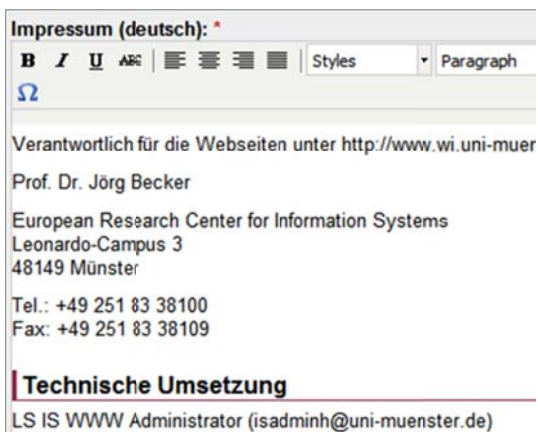 Impressum (deutsch): *
B I U ABC Styles Paragraph
Ω
Verantwortlich für die Webseiten unter http://www.wi.uni-muen
Prof. Dr. Jörg Becker
European Research Center for Information Systems
Leonardo-Campus 3
48149 Münster
Tel.: +49 251 83 38100
Fax: +49 251 83 38109
Technische Umsetzung
LS IS WWW Administrator (isadminh@uni-muenster.de)